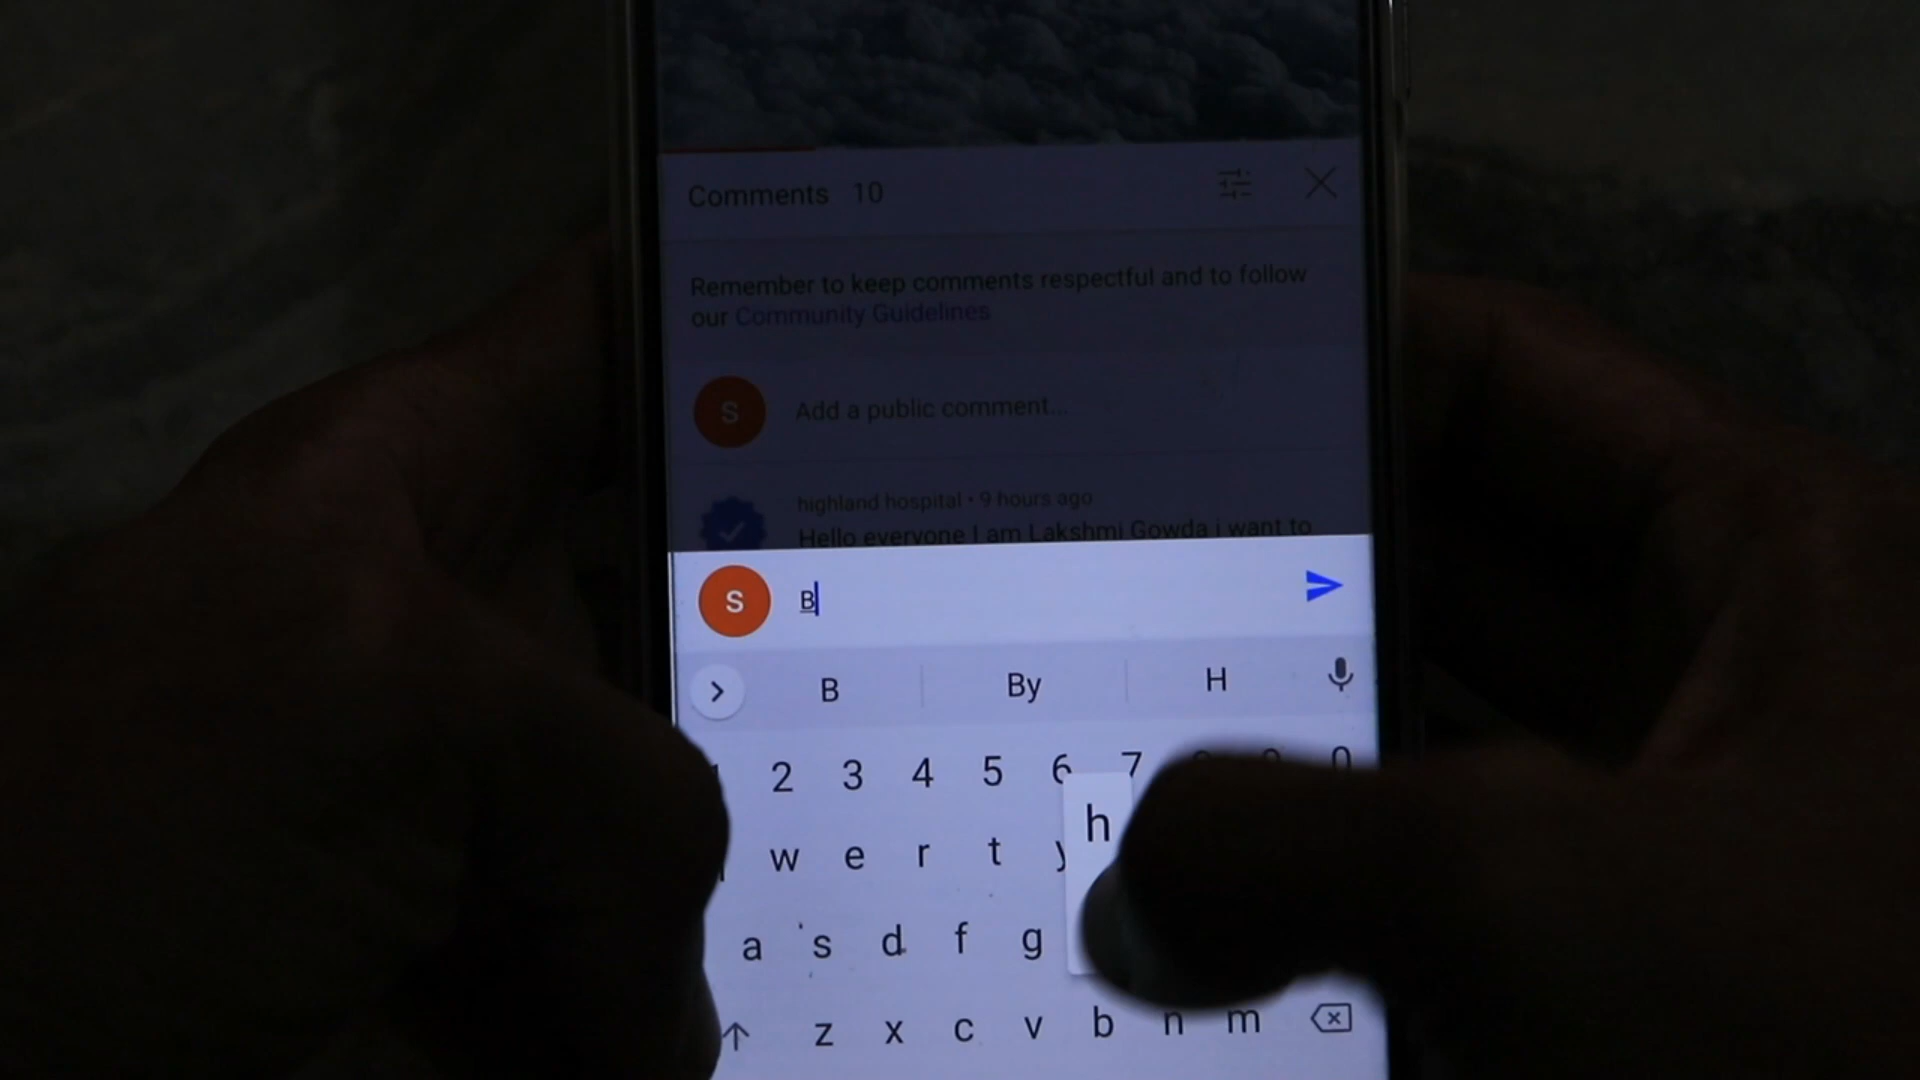 Comments 10
Remember to keep comments respectful and to follow
our Community Guidelines
S Add a public comment...
highland hospital • 9 hours ago
Hello everyone I am Lakshmi Gowda i want to
S B
B By H
2 3 4 5 6 7 0
w e r t y
h
a s d f g
z x c v b n m